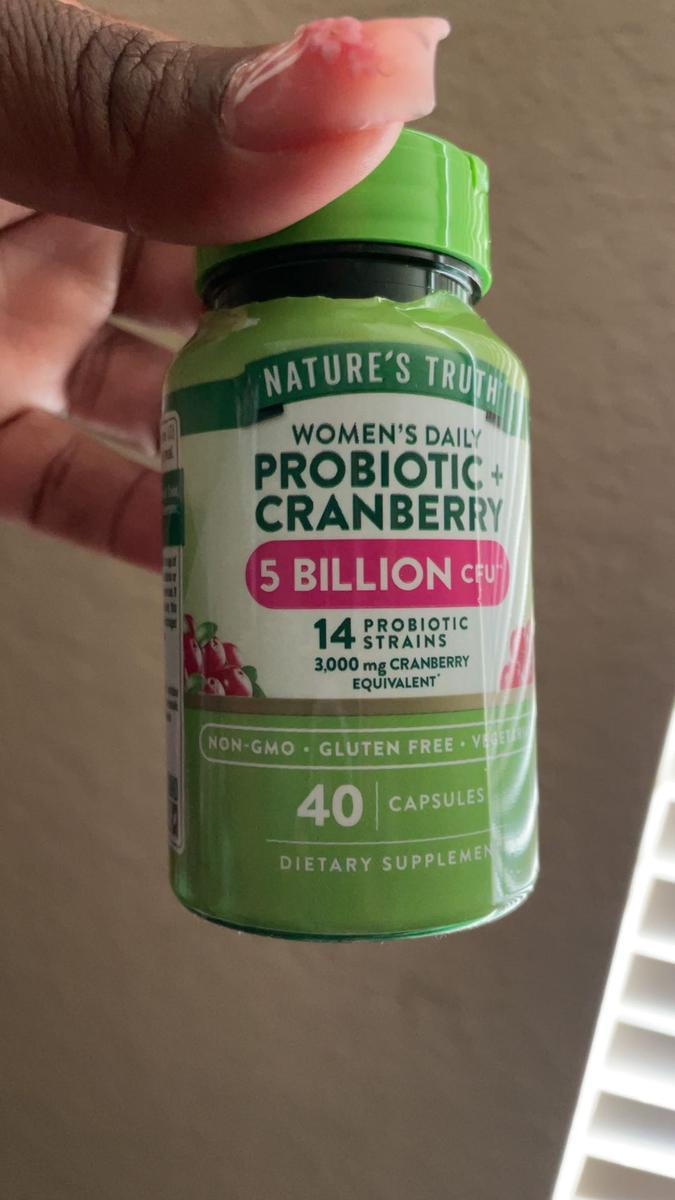 NATURE'S TRUTH
WOMEN'S DAILY
PROBIOTIC +
CRANBERRY
5 BILLION CFU**
14 PROBIOTIC
STRAINS
3,000 mg CRANBERRY
EQUIVALENT*
NON-GMO • GLUTEN FREE •
40 CAPSULES
DIETARY